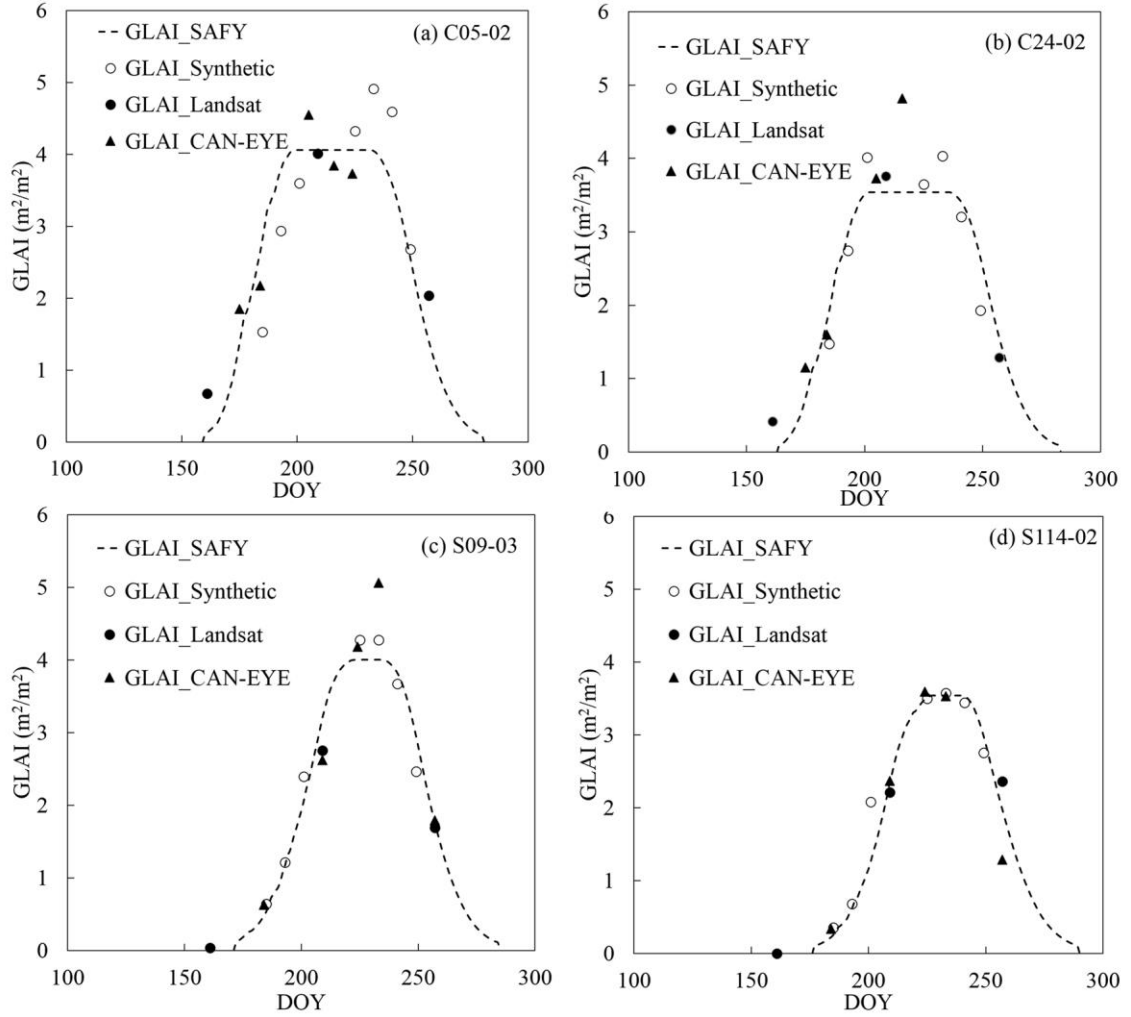 (a) C05-02
GLAI_SAFY
GLAI_Synthetic
GLAI_Landsat
GLAI_CAN-EYE
GLAI (m²/m²)
6
5
4
3
2
1
0
100
150
200
250
300
DOY
(b) C24-02
GLAI_SAFY
GLAI_Synthetic
GLAI_Landsat
GLAI_CAN-EYE
GLAI (m²/m²)
6
5
4
3
2
1
0
100
150
200
250
300
DOY
(c) S09-03
GLAI_SAFY
GLAI_Synthetic
GLAI_Landsat
GLAI_CAN-EYE
GLAI (m²/m²)
6
5
4
3
2
1
0
100
150
200
250
300
DOY
(d) S114-02
GLAI_SAFY
GLAI_Synthetic
GLAI_Landsat
GLAI_CAN-EYE
GLAI (m²/m²)
6
5
4
3
2
1
0
100
150
200
250
300
DOY